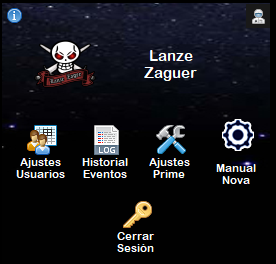 Lanze
Zaguer
LOG
Ajustes
Usuarios
Historial
Eventos
Ajustes
Prime
Manual
Nova
Cerrar
Sesión